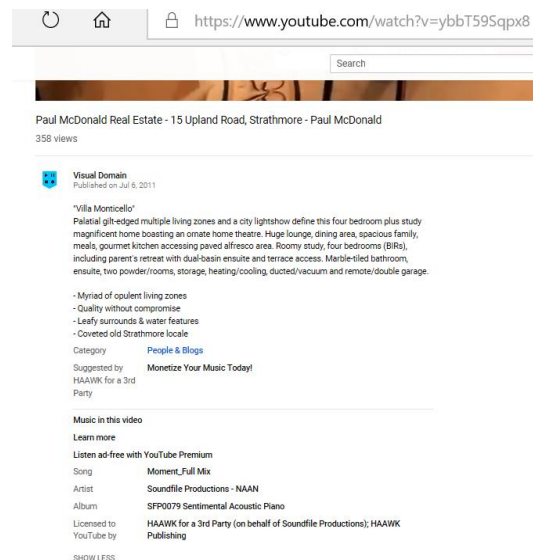 https://www.youtube.com/watch?v=ybbT59Sqpx8
Search
Paul McDonald Real Estate - 15 Upland Road, Strathmore - Paul McDonald
358 views
Visual Domain
Published on Jul 6, 2011
"Villa Monticello"
Palatial gilt-edged multiple living zones and a city lightshow define this four bedroom plus study
magnificent home boasting an ornate home theatre. Huge lounge, dining area, spacious family,
meals, gourmet kitchen accessing paved alfresco area. Roomy study, four bedrooms (BIRs),
including parent's retreat with dual-basin ensuite and terrace access. Marble-tiled bathroom,
ensuite, two powder/rooms, storage, heating/cooling, ducted/vacuum and remote/double garage.
- Myriad of opulent living zones
- Quality without compromise
- Leafy surrounds & water features
- Coveted old Strathmore locale
Category People & Blogs
Suggested by Monetize Your Music Today!
HAAWK for a 3rd
Party
Music in this video
Learn more
Listen ad-free with YouTube Premium
Song Moment_Full Mix
Artist Soundfile Productions - NAAN
Album SFP0079 Sentimental Acoustic Piano
Licensed to HAAWK for a 3rd Party (on behalf of Soundfile Productions); HAAWK
YouTube by Publishing
SHOW LESS